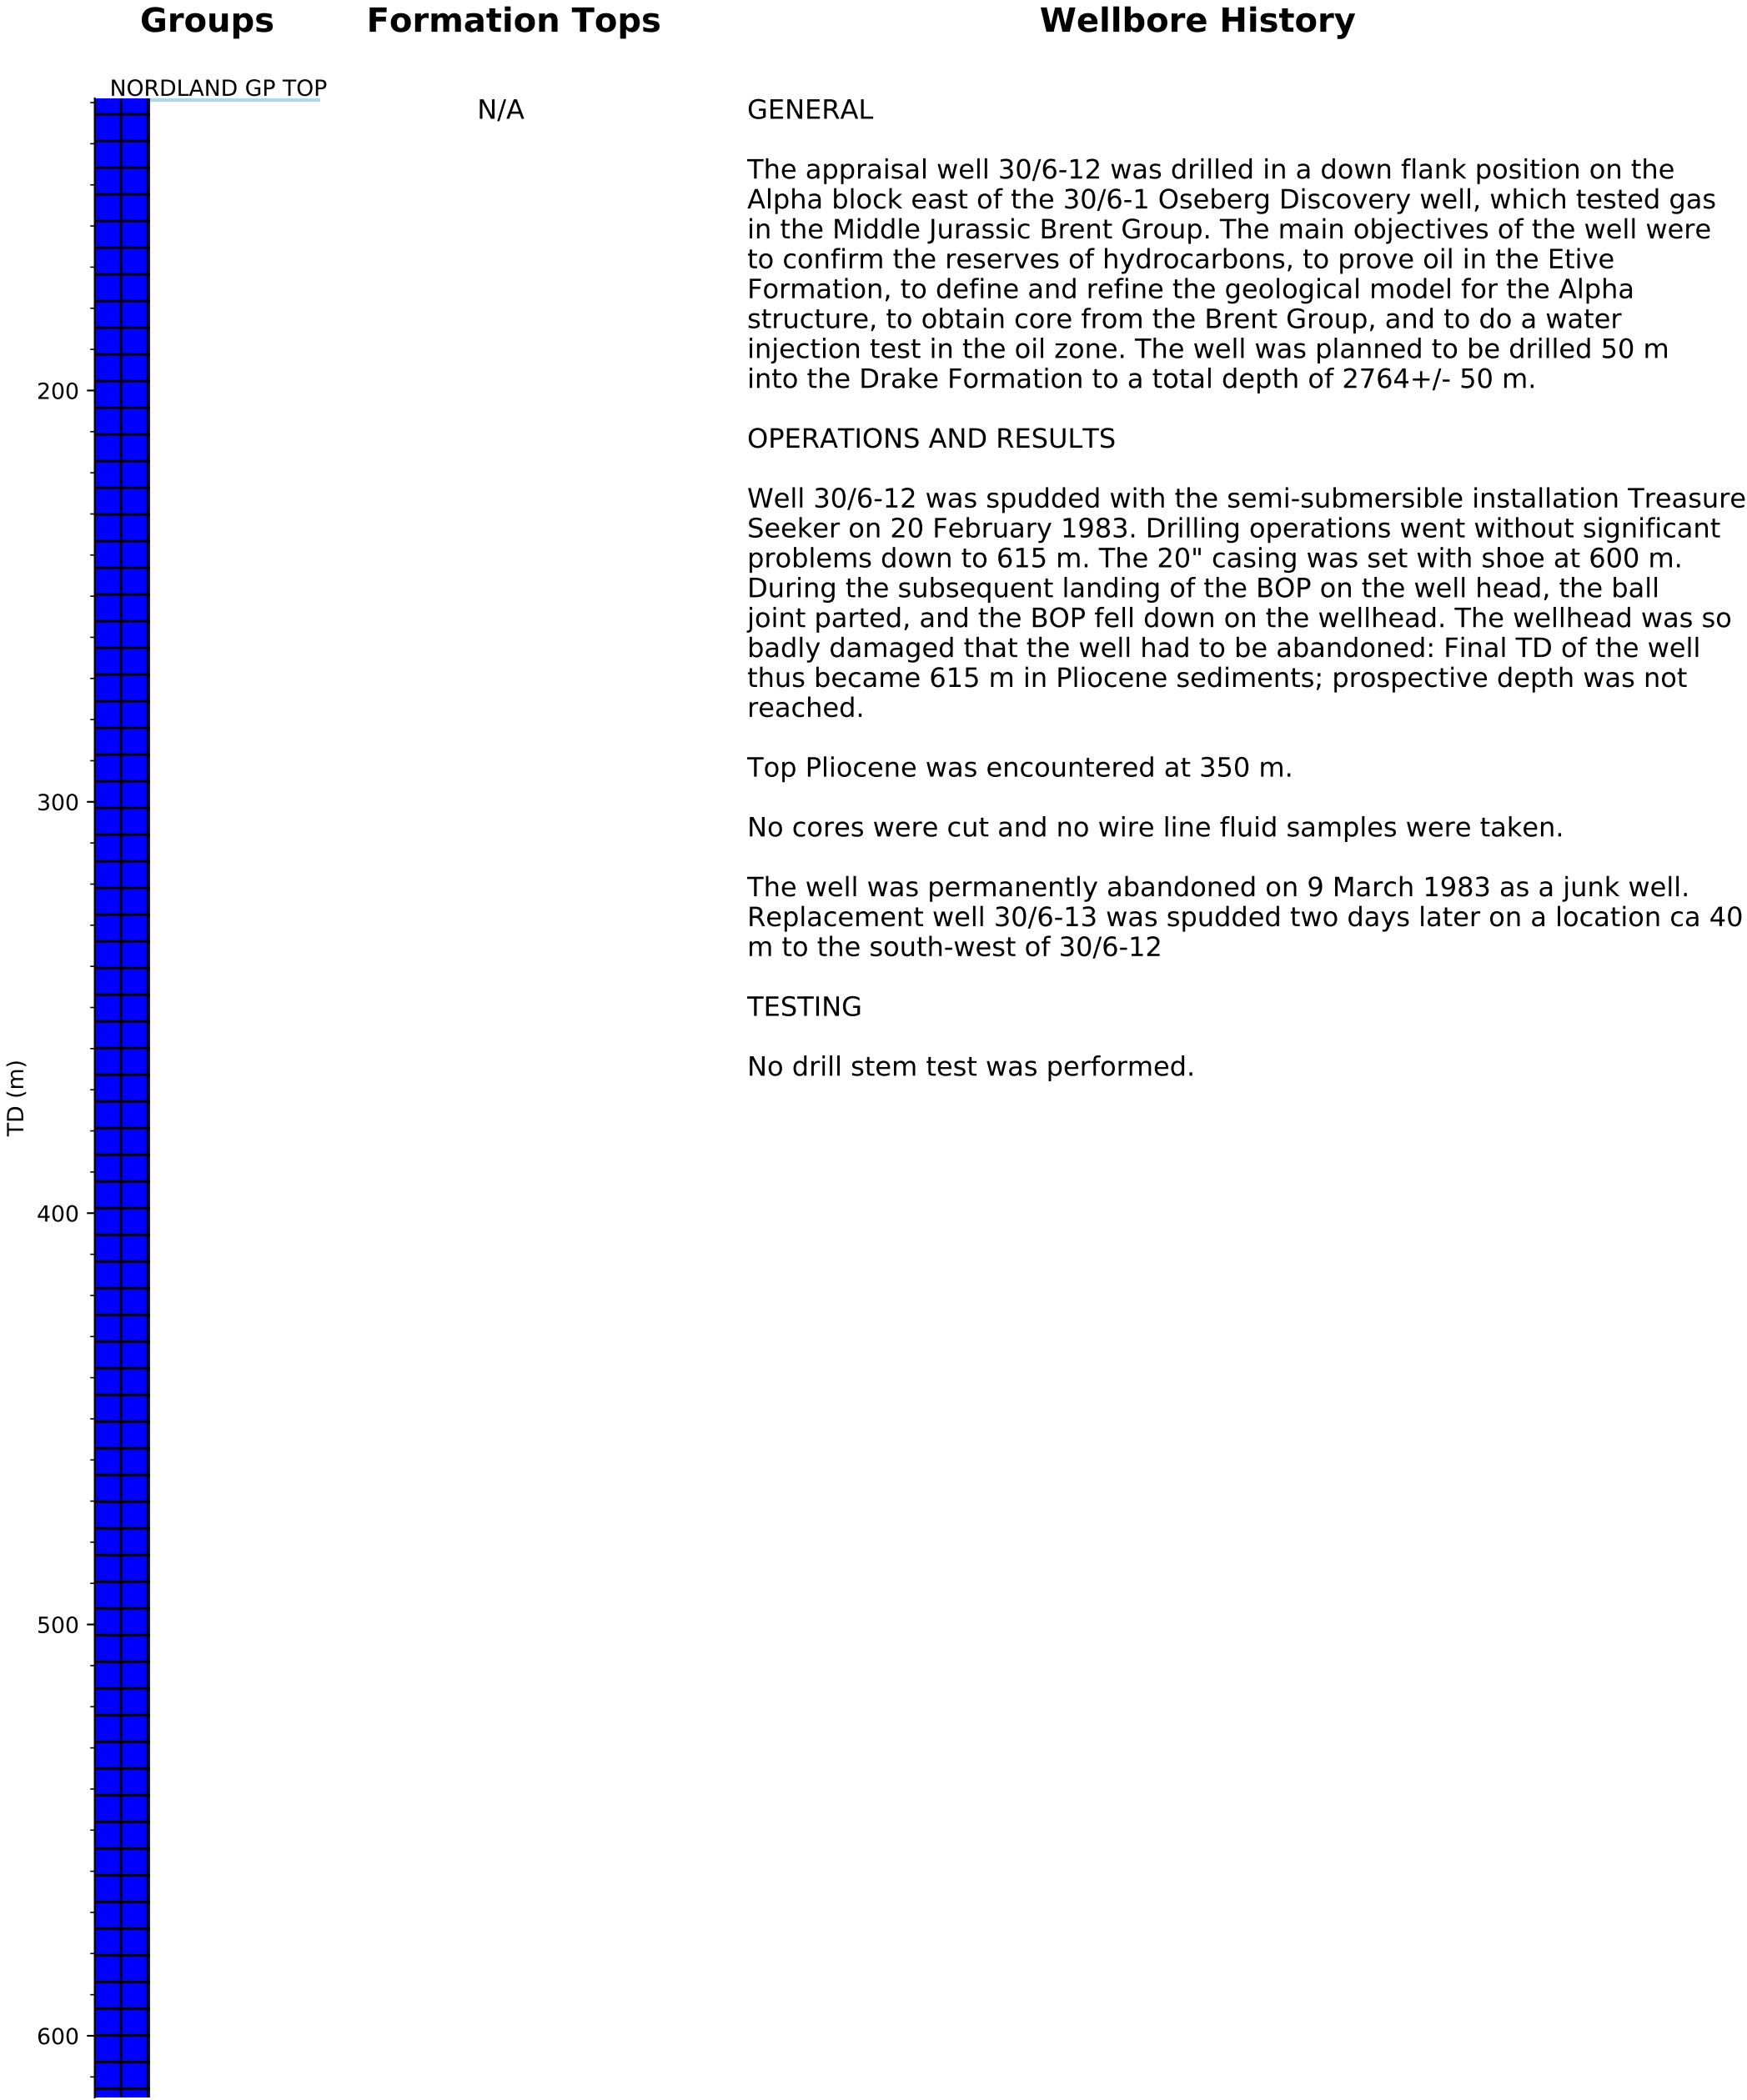 Groups
Formation Tops
Wellbore History
NORDLAND GP TOP
N/A
GENERAL
The appraisal well 30/6-12 was drilled in a down flank position on the
Alpha block east of the 30/6-1 Oseberg Discovery well, which tested gas
in the Middle Jurassic Brent Group. The main objectives of the well were
to confirm the reserves of hydrocarbons, to prove oil in the Etive
Formation, to define and refine the geological model for the Alpha
structure, to obtain core from the Brent Group, and to do a water
injection test in the oil zone. The well was planned to be drilled 50 m
into the Drake Formation to a total depth of 2764+/- 50 m.
OPERATIONS AND RESULTS
Well 30/6-12 was spudded with the semi-submersible installation Treasure
Seeker on 20 February 1983. Drilling operations went without significant
problems down to 615 m. The 20" casing was set with shoe at 600 m.
During the subsequent landing of the BOP on the well head, the ball
joint parted, and the BOP fell down on the wellhead. The wellhead was so
badly damaged that the well had to be abandoned: Final TD of the well
thus became 615 m in Pliocene sediments; prospective depth was not
reached.
Top Pliocene was encountered at 350 m.
No cores were cut and no wire line fluid samples were taken.
The well was permanently abandoned on 9 March 1983 as a junk well.
Replacement well 30/6-13 was spudded two days later on a location ca 40
m to the south-west of 30/6-12
TESTING
No drill stem test was performed.
200
300
400
500
600
TD (m)